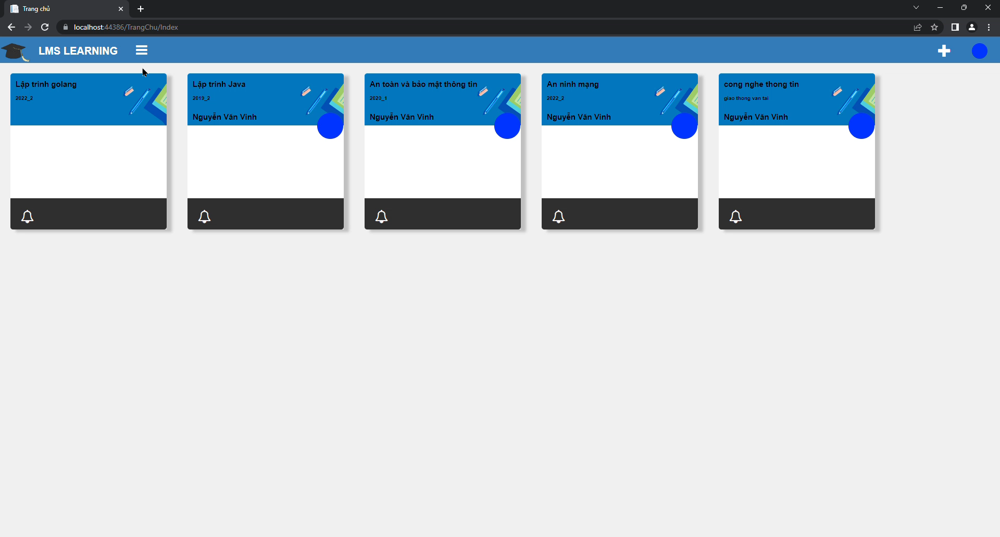 Trang chủ
localhost:44386/TrangChu/Index
LMS LEARNING
Lập trình golang
2022_2
Lập trình Java
2019_2
Nguyễn Văn Vinh
An toàn và bảo mật thông tin
2020_1
Nguyễn Văn Vinh
An ninh mạng
2022_2
Nguyễn Văn Vinh
cong nghe thong tin
giao thong van tai
Nguyễn Văn Vinh